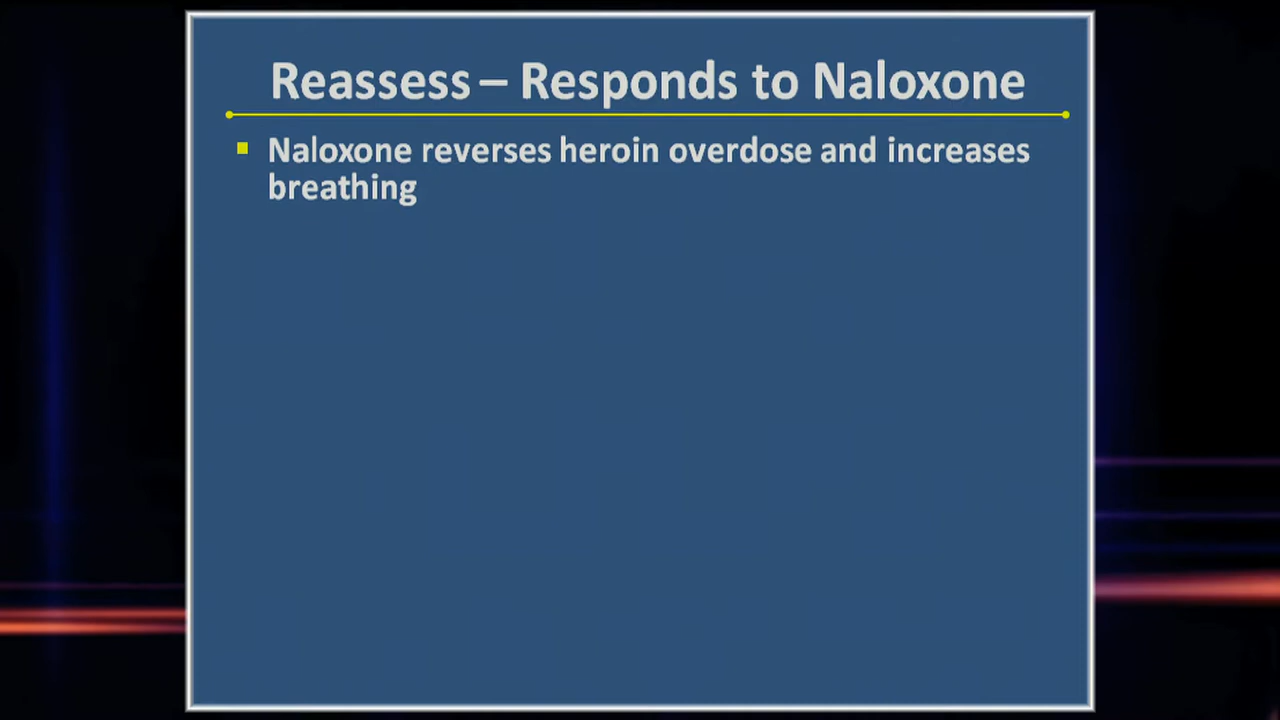 Reassess – Responds to Naloxone
Naloxone reverses heroin overdose and increases
breathing